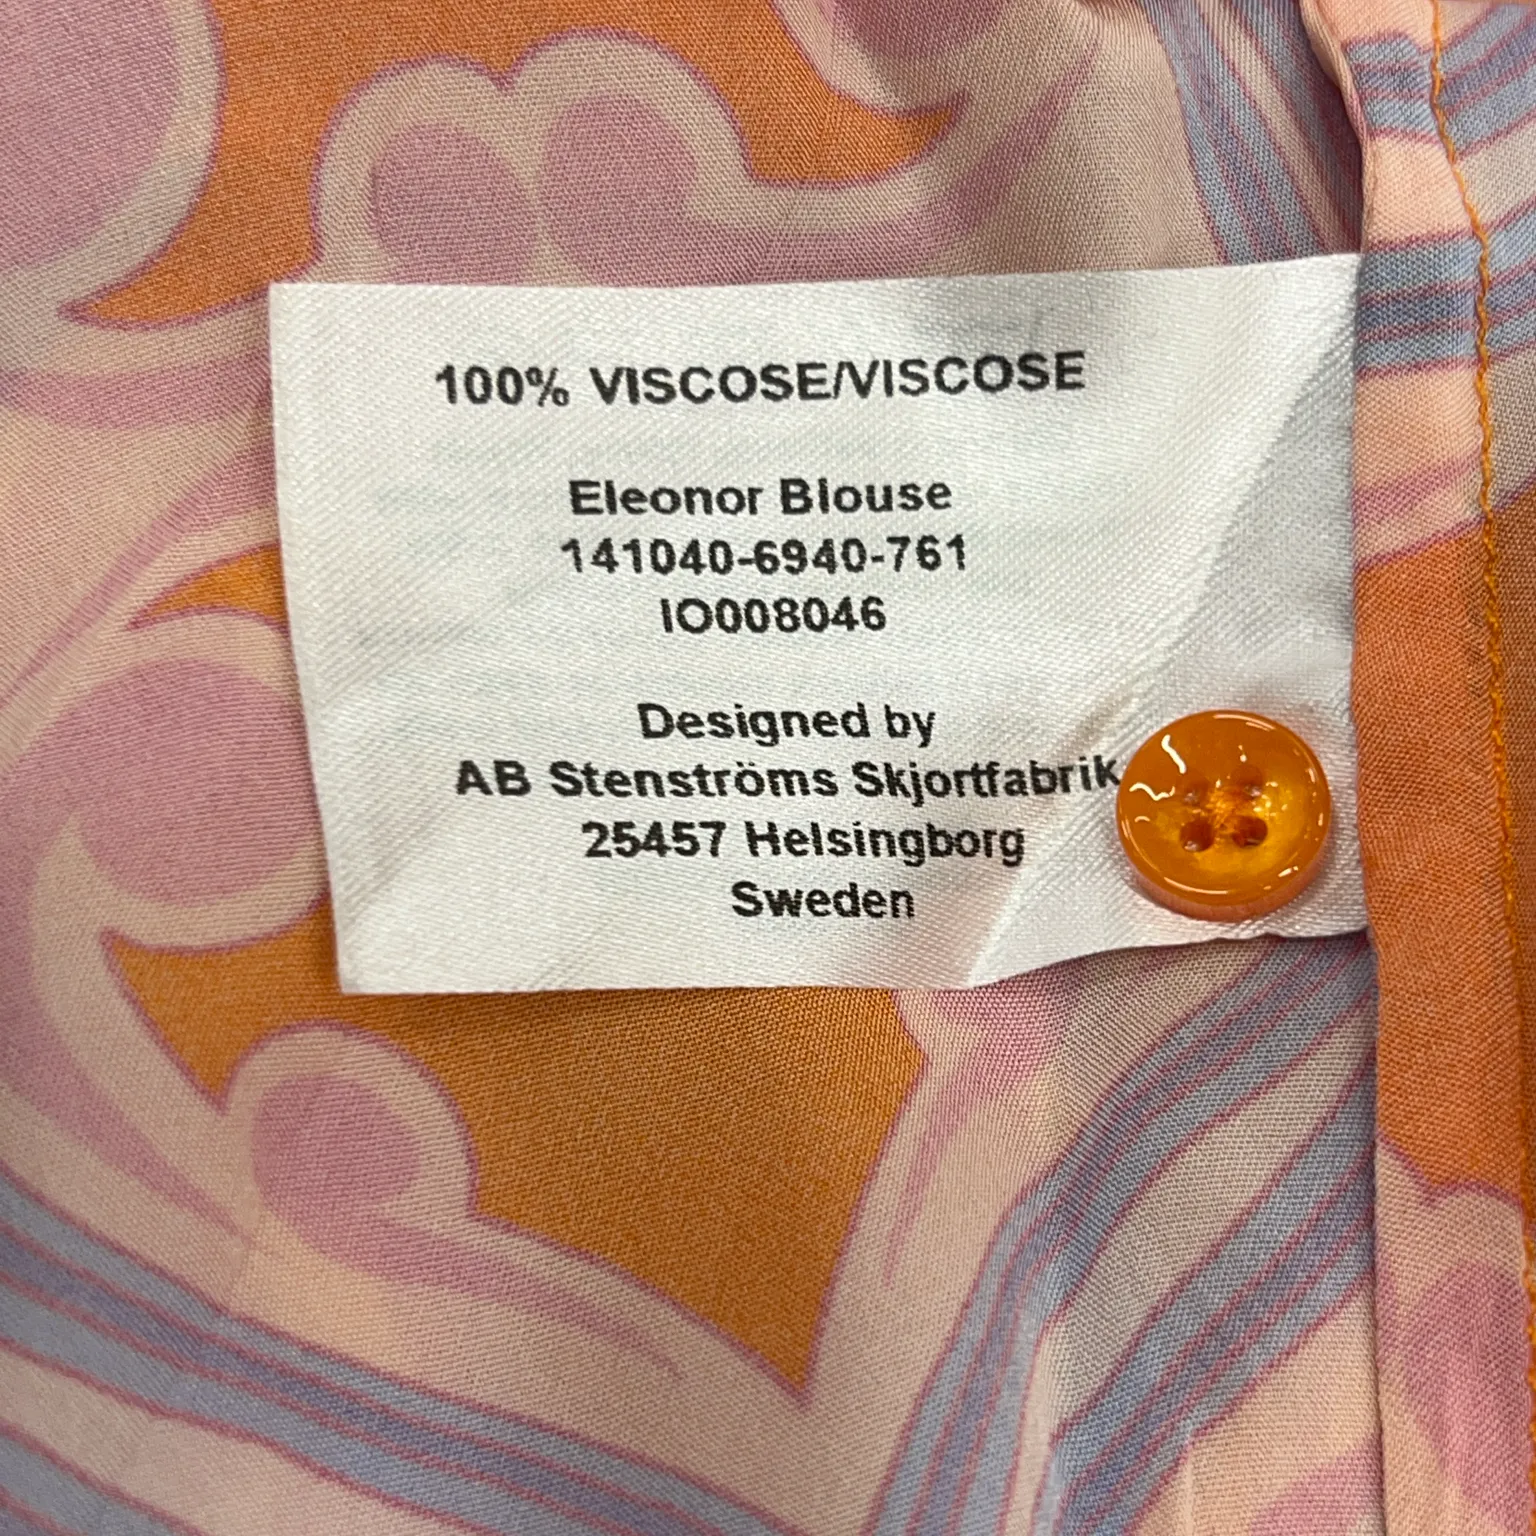 100% VISCOSE/VISCOSE
Eleonor Blouse
141040-6940-761
IO008046
Designed by
AB Stenströms Skjortfabrik
25457 Helsingborg
Sweden